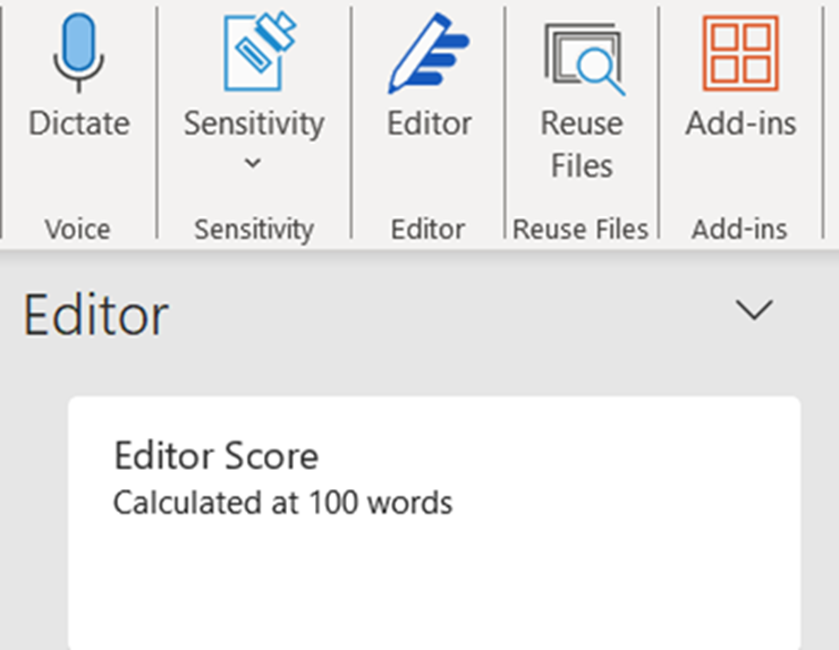 Dictate
Sensitivity
Editor
Reuse
Files
Add-ins
Voice
Sensitivity
Editor
Reuse Files
Add-ins
Editor
Editor Score
Calculated at 100 words